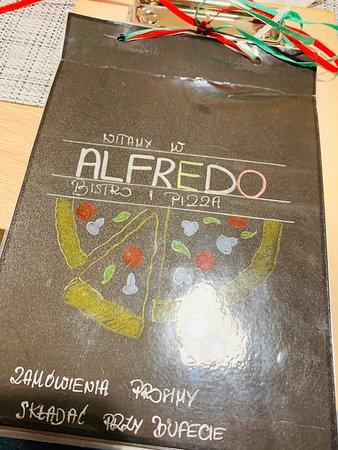 WITAMY W
ALFREDO
BISTRO I PIZZA
ZAMÓWIENIA PROSIMY
SKŁADAĆ PRZY BUFECIE